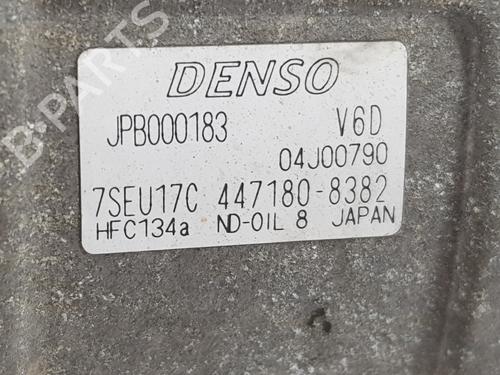 B-PARTS
DENSO
JPB000183 V6D
04J00790
7SEU17C 447180-8382
HFC134a ND-OIL 8 JAPAN